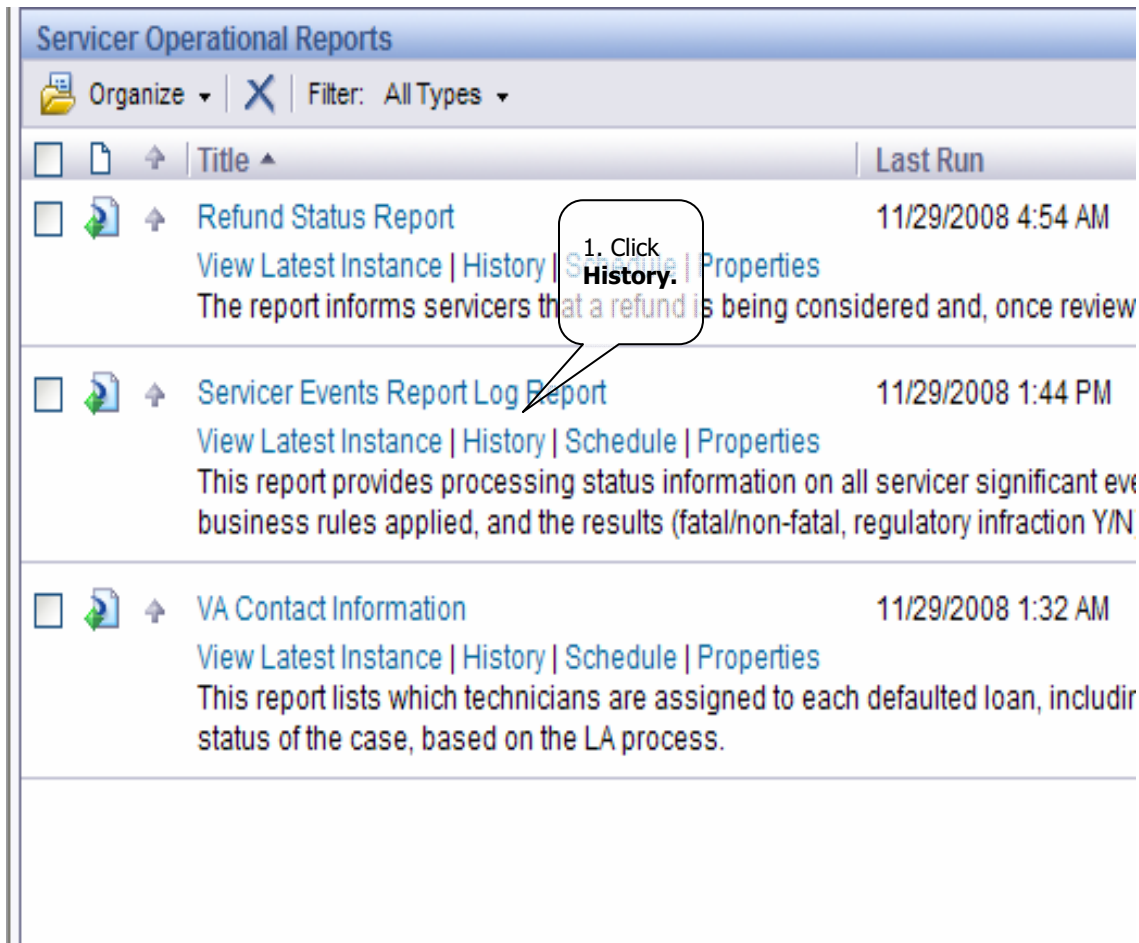 Servicer Operational Reports
Organize Filter: All Types
Title Last Run
Refund Status Report 11/29/2008 4:54 AM
View Latest Instance | History | Schedule | Properties
The report informs servicers that a refund is being considered and, once review
1. Click
History.
Servicer Events Report Log Report 11/29/2008 1:44 PM
View Latest Instance | History | Schedule | Properties
This report provides processing status information on all servicer significant eve
business rules applied, and the results (fatal/non-fatal, regulatory infraction Y/N)
VA Contact Information 11/29/2008 1:32 AM
View Latest Instance | History | Schedule | Properties
This report lists which technicians are assigned to each defaulted loan, includin
status of the case, based on the LA process.